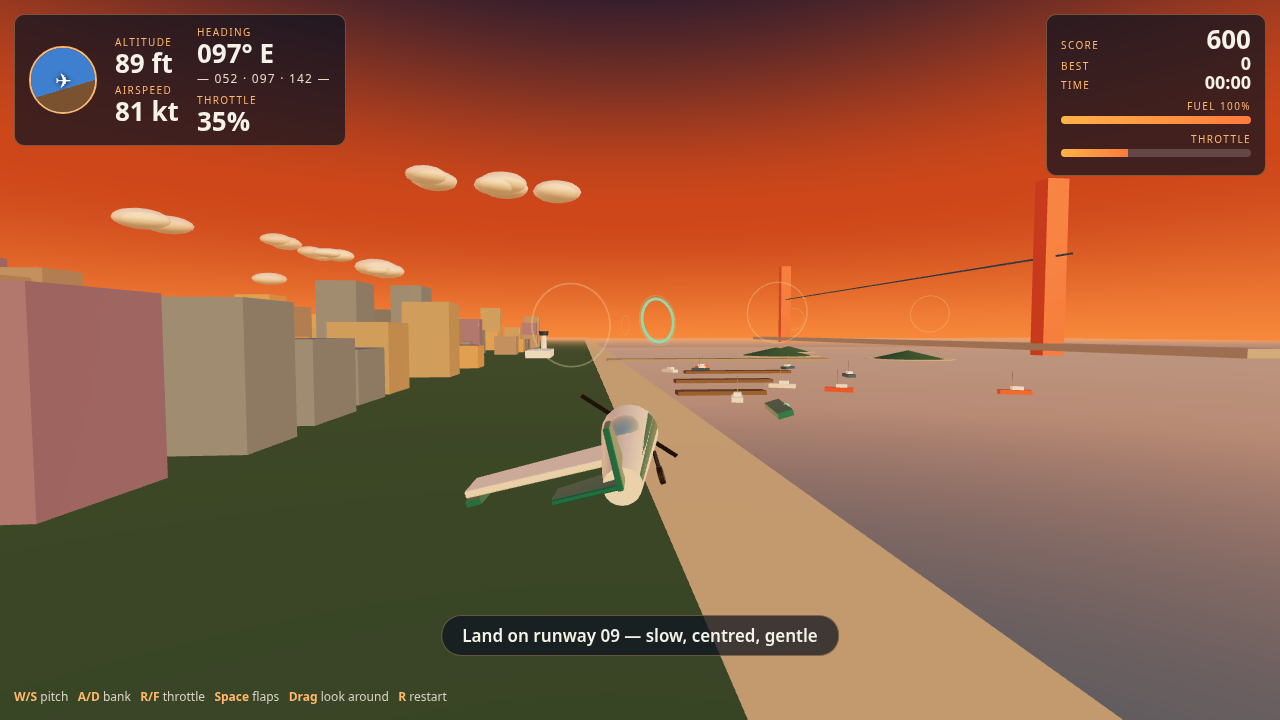 ALTITUDE
89 ft
AIRSPEED
81 kt
HEADING
097° E
— 052 · 097 · 142 —
THROTTLE
35%
SCORE 600
BEST 0
TIME 00:00
FUEL 100%
THROTTLE
Land on runway 09 — slow, centred, gentle
W/S pitch A/D bank R/F throttle Space flaps Drag look around R restart